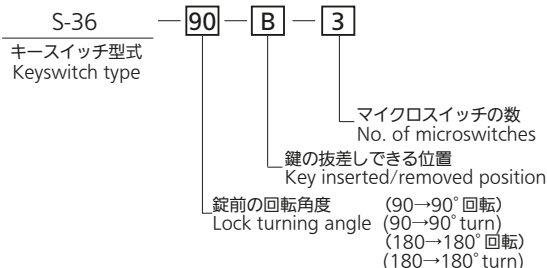 S-36 — 90 — B — 3
キースイッチ型式
Keyswitch type
マイクロスイッチの数
No. of microswitches
鍵の抜差しできる位置
Key inserted/removed position
錠前の回転角度 (90→90°回転)
Lock turning angle (90→90°turn)
(180→180°回転)
(180→180°turn)